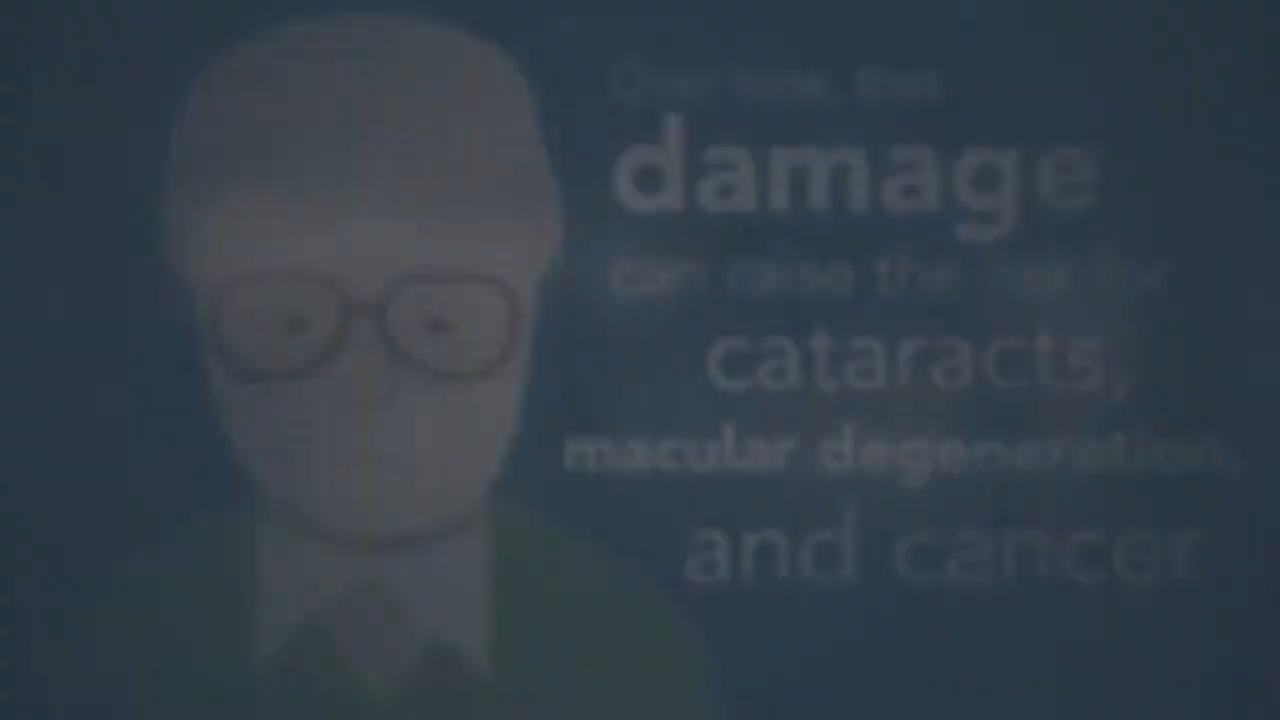 Over time, that
damage
can raise the risk for
cataracts,
macular degeneration,
and cancer